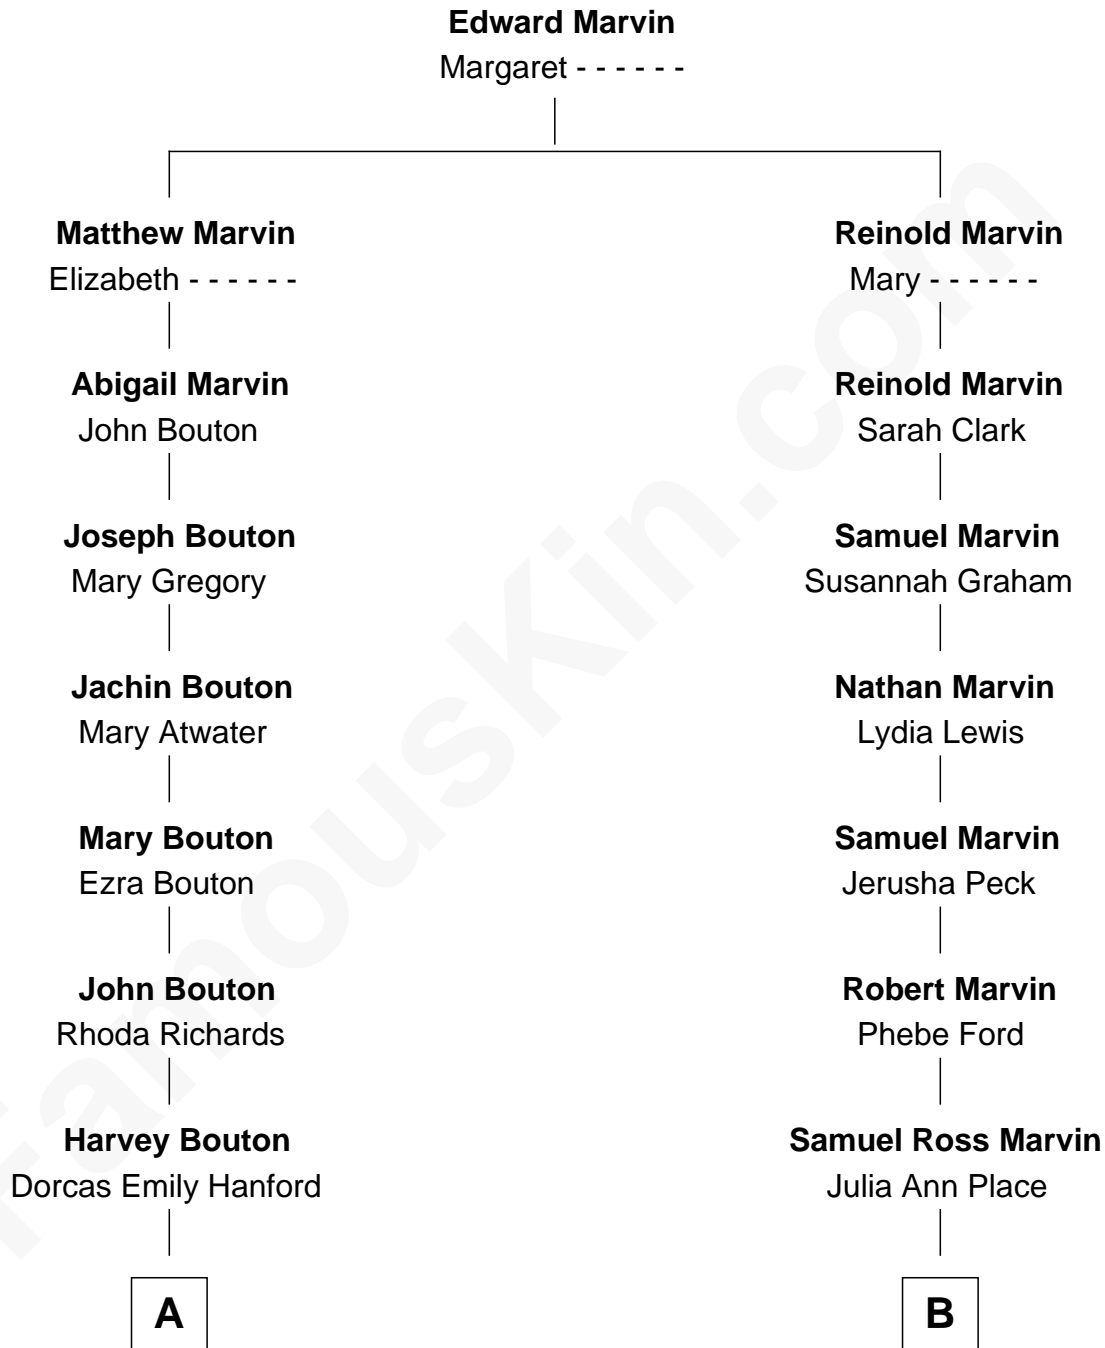 Edward Marvin
Margaret - - - - - -
Matthew Marvin
Elizabeth - - - - - -
Reinold Marvin
Mary - - - - - -
Abigail Marvin
John Bouton
Reinold Marvin
Sarah Clark
Joseph Bouton
Mary Gregory
Samuel Marvin
Susannah Graham
Jachin Bouton
Mary Atwater
Nathan Marvin
Lydia Lewis
Mary Bouton
Ezra Bouton
Samuel Marvin
Jerusha Peck
John Bouton
Rhoda Richards
Robert Marvin
Phebe Ford
Harvey Bouton
Dorcas Emily Hanford
Samuel Ross Marvin
Julia Ann Place
A
B
FamousKin.com